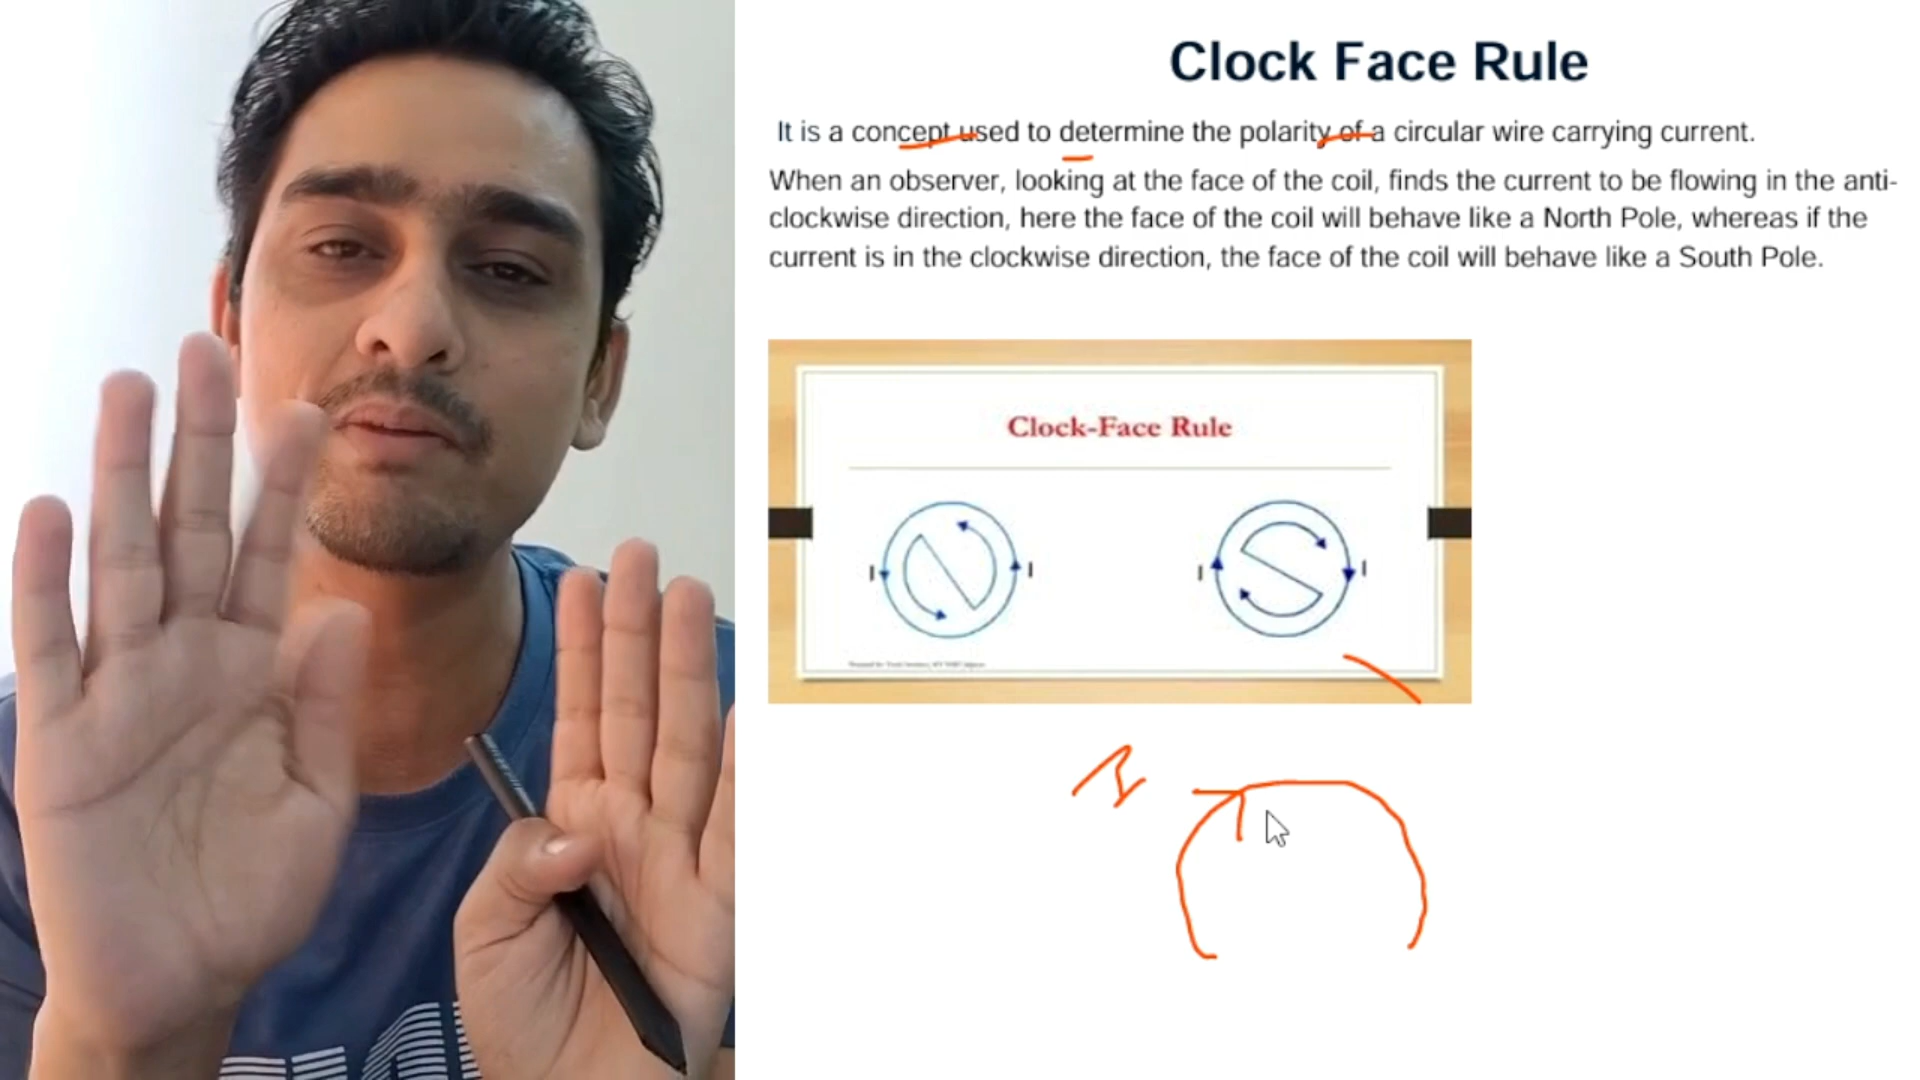 Clock Face Rule
It is a concept used to determine the polarity of a circular wire carrying current.
When an observer, looking at the face of the coil, finds the current to be flowing in the anti-
clockwise direction, here the face of the coil will behave like a North Pole, whereas if the
current is in the clockwise direction, the face of the coil will behave like a South Pole.
Clock-Face Rule
I I I I